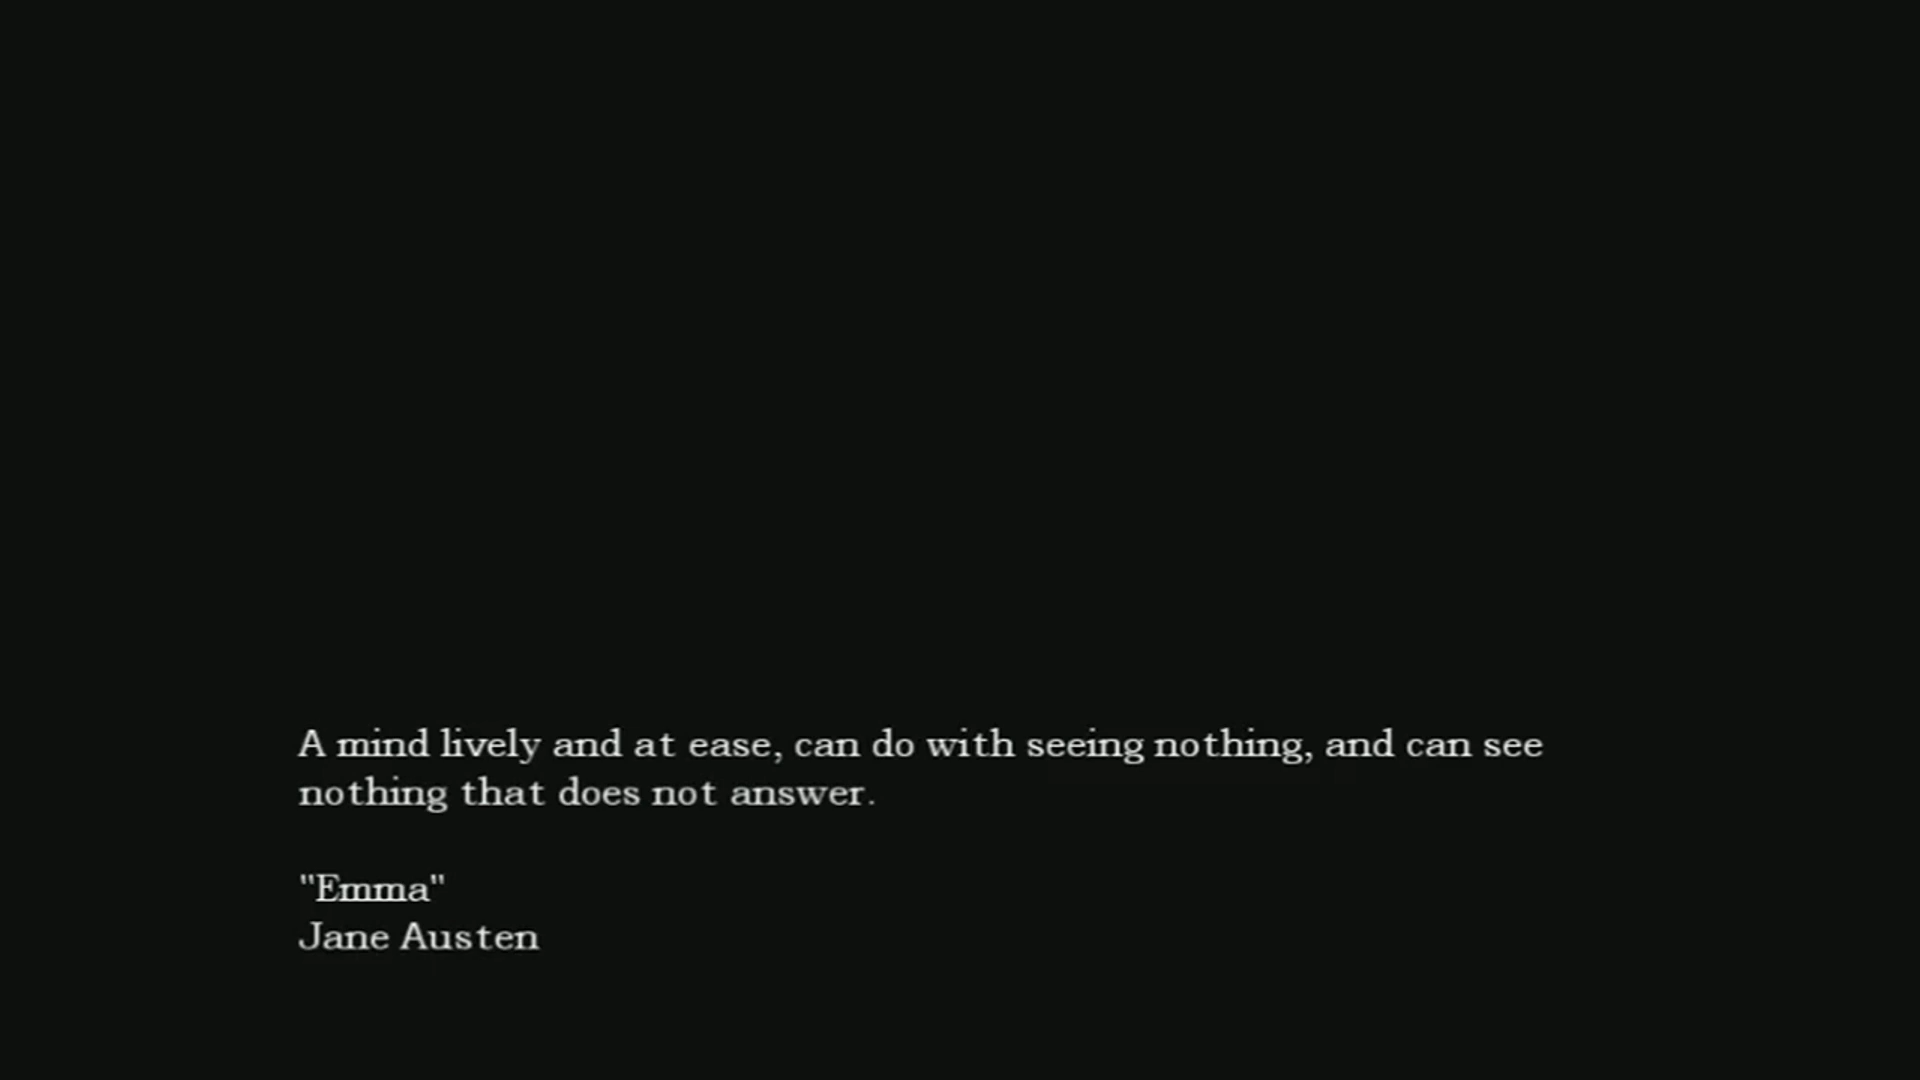 A mind lively and at ease, can do with seeing nothing, and can see
nothing that does not answer.
"Emma"
Jane Austen